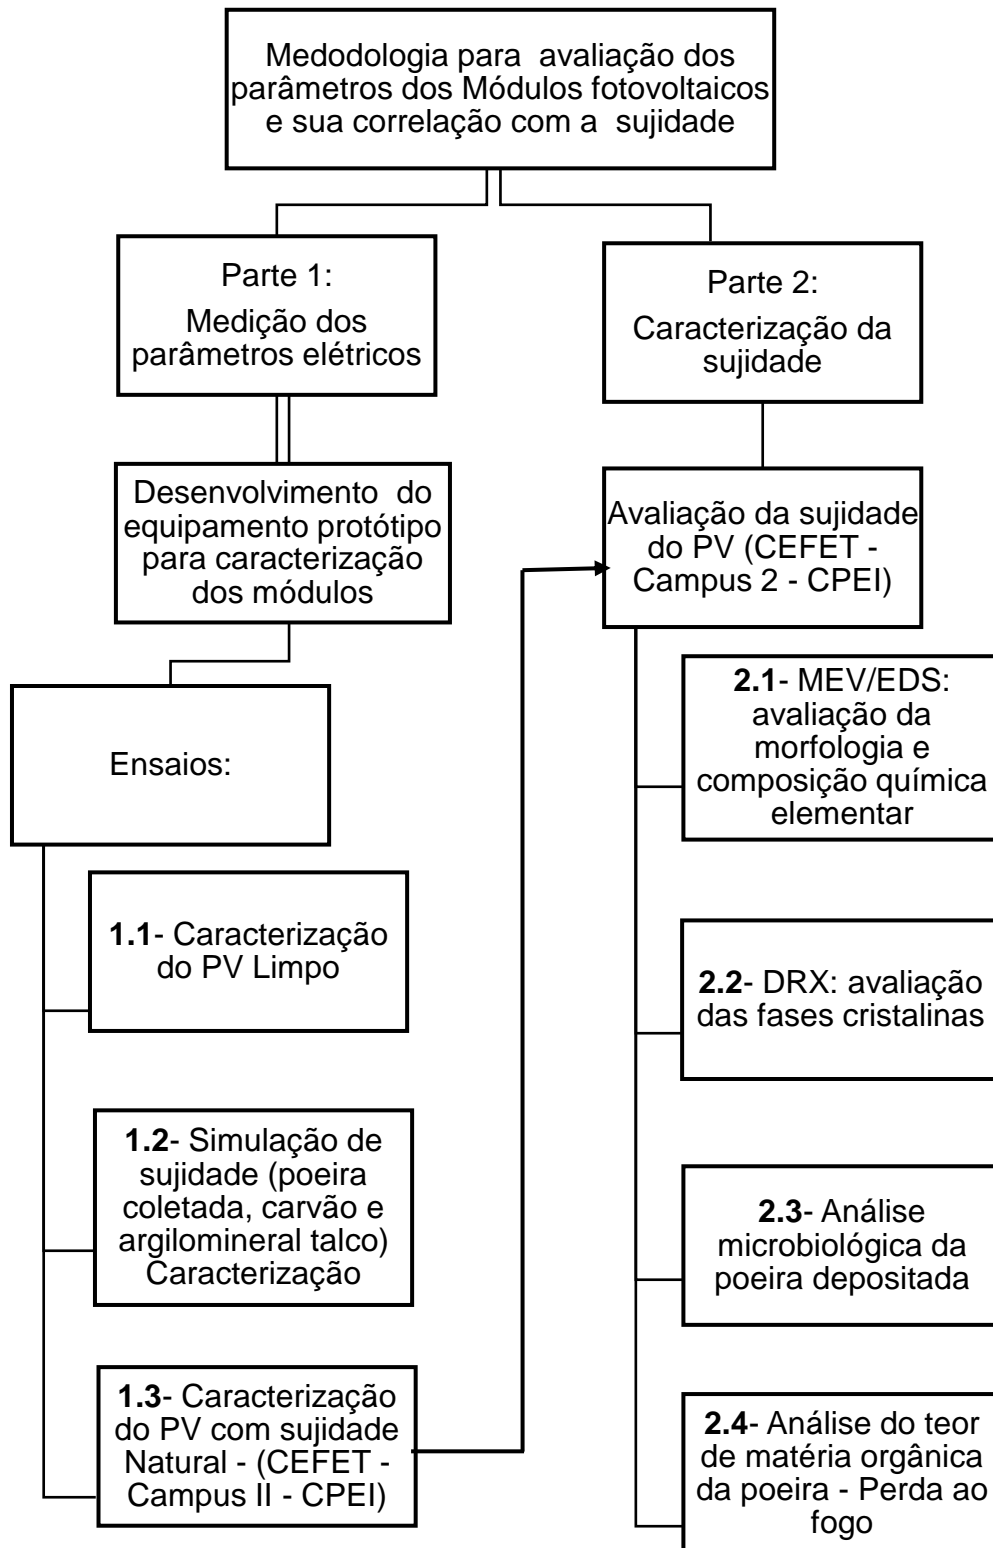 Medodologia para avaliação dos
parâmetros dos Módulos fotovoltaicos
e sua correlação com a sujidade
Parte 1:
Medição dos
parâmetros elétricos
Desenvolvimento do
equipamento protótipo
para caracterização
dos módulos
Ensaios:
1.1- Caracterização
do PV Limpo
1.2- Simulação de
sujidade (poeira
coletada, carvão e
argilomineral talco)
Caracterização
1.3- Caracterização
do PV com sujidade
Natural - (CEFET -
Campus II - CPEI)
Parte 2:
Caracterização da
sujidade
Avaliação da sujidade
do PV (CEFET -
Campus 2 - CPEI)
2.1- MEV/EDS:
avaliação da
morfologia e
composição química
elementar
2.2- DRX: avaliação
das fases cristalinas
2.3- Análise
microbiológica da
poeira depositada
2.4- Análise do teor
de matéria orgânica
da poeira - Perda ao
fogo